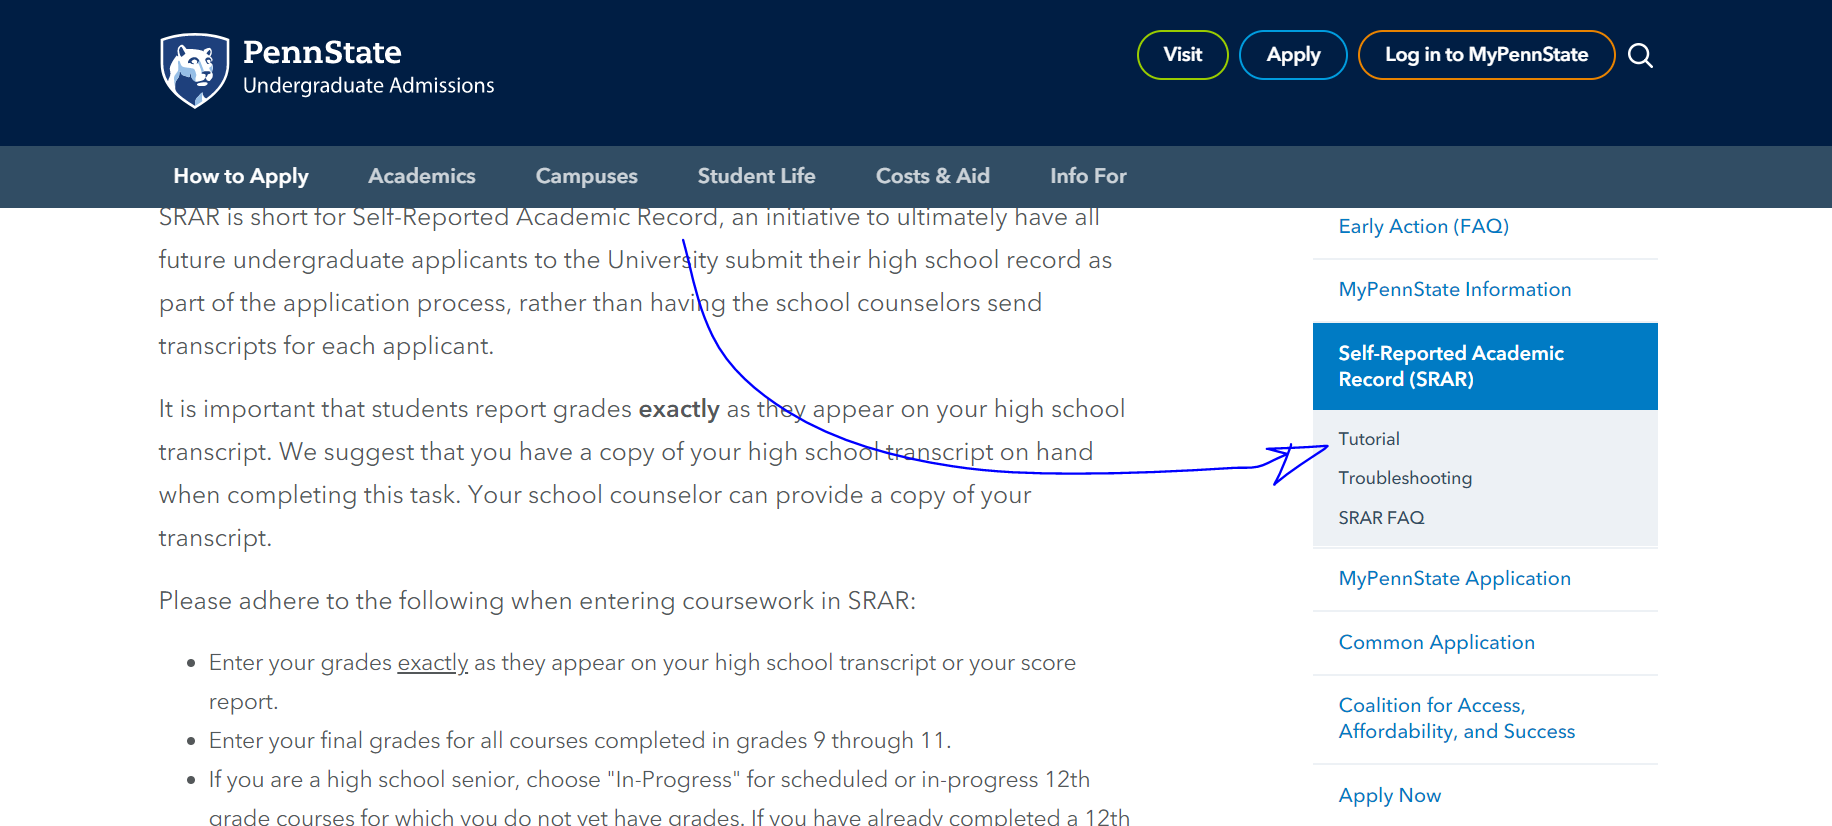 PennState
Undergraduate Admissions
Visit
Apply
Log in to MyPennState
How to Apply
Academics
Campuses
Student Life
Costs & Aid
Info For
SRAR is short for Self-Reported Academic Record, an initiative to ultimately have all
future undergraduate applicants to the University submit their high school record as
part of the application process, rather than having the school counselors send
transcripts for each applicant.
It is important that students report grades exactly as they appear on your high school
transcript. We suggest that you have a copy of your high school transcript on hand
when completing this task. Your school counselor can provide a copy of your
transcript.
Please adhere to the following when entering coursework in SRAR:
• Enter your grades exactly as they appear on your high school transcript or your score
report.
• Enter your final grades for all courses completed in grades 9 through 11.
• If you are a high school senior, choose "In-Progress" for scheduled or in-progress 12th
grade courses for which you do not yet have grades. If you have already completed a 12th
Early Action (FAQ)
MyPennState Information
Self-Reported Academic
Record (SRAR)
Tutorial
Troubleshooting
SRAR FAQ
MyPennState Application
Common Application
Coalition for Access,
Affordability, and Success
Apply Now